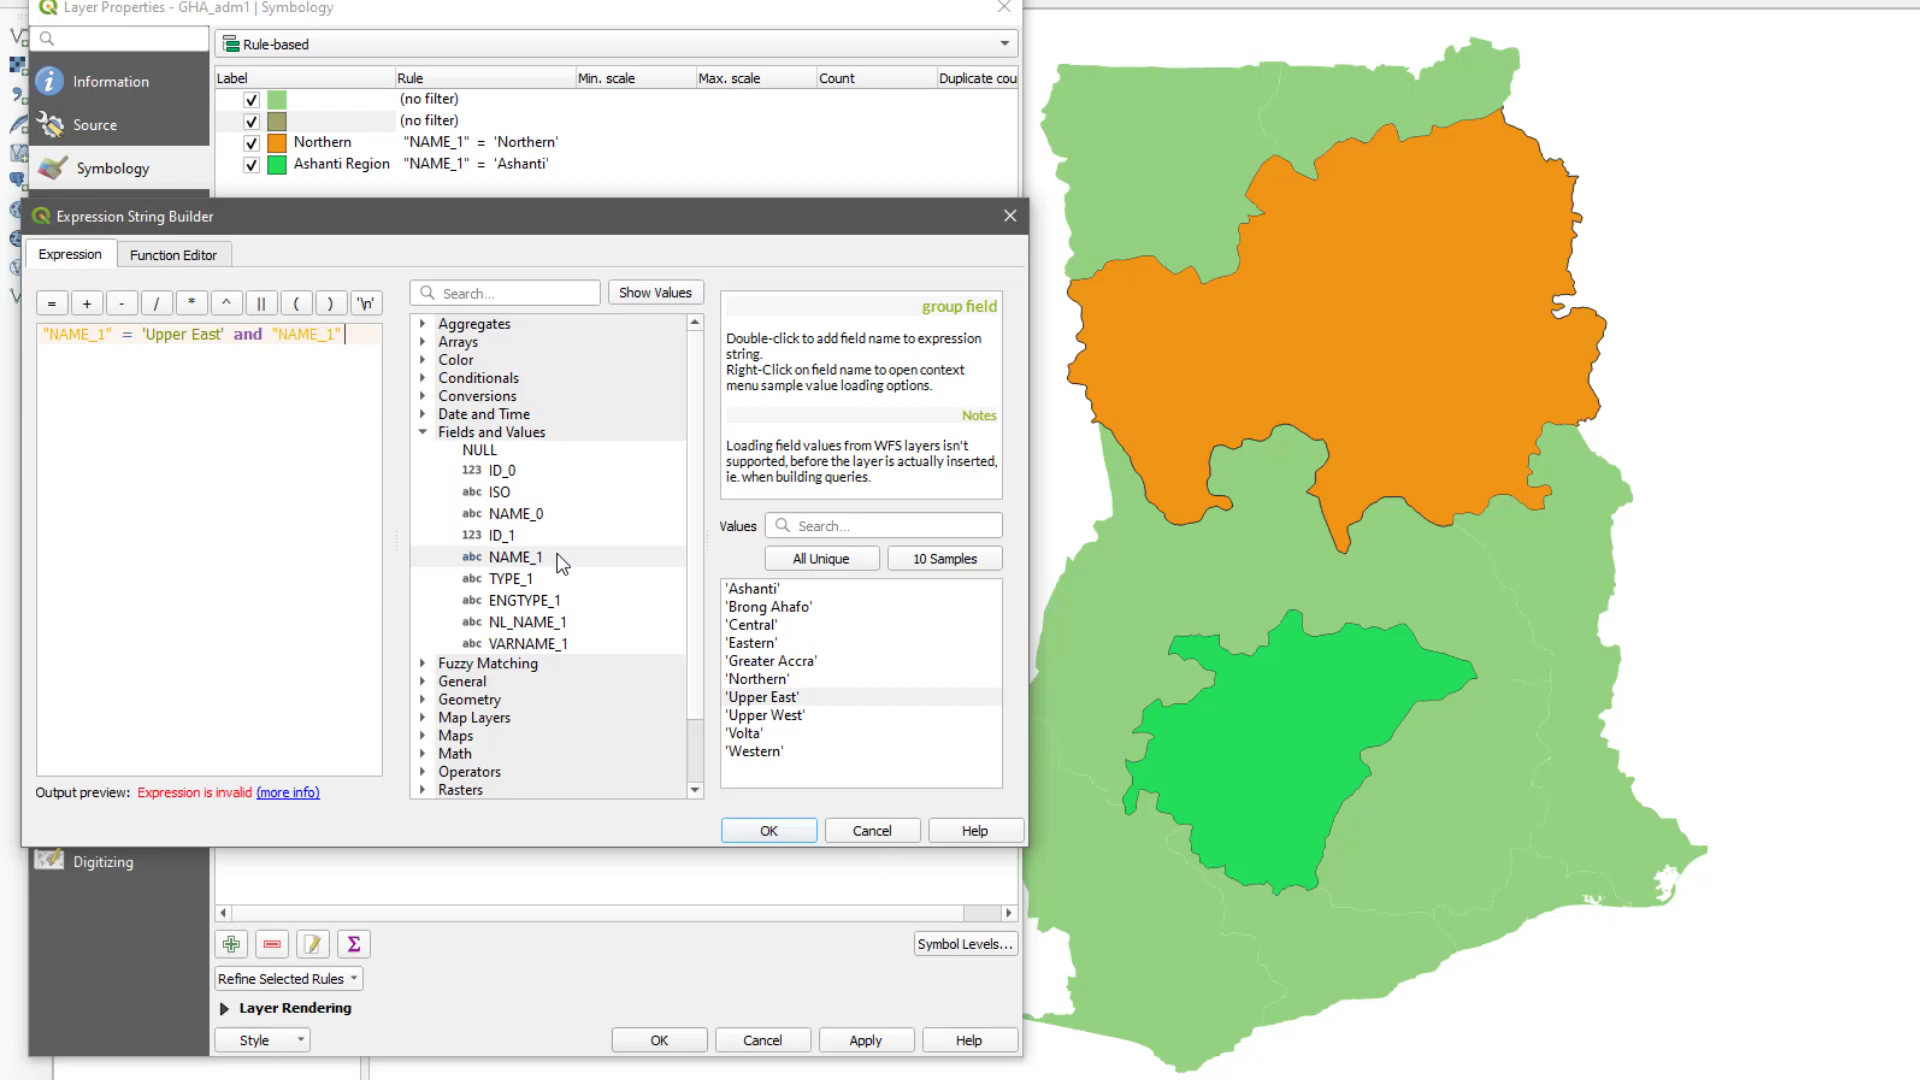 Layer Properties - GHA_adm1 | Symbology
Rule-based
Information
Source
Symbology
Label Rule Min. scale Max. scale Count Duplicate cou
(no filter)
(no filter)
Northern "NAME_1" = 'Northern'
Ashanti Region "NAME_1" = 'Ashanti'
Expression String Builder
Expression Function Editor
= + - / * ^ || ( ) '\n'
"NAME_1" = 'Upper East' and "NAME_1"
Output preview: Expression is invalid (more info)
Search... Show Values
Aggregates
Arrays
Color
Conditionals
Conversions
Date and Time
Fields and Values
NULL
123 ID_0
abc ISO
abc NAME_0
123 ID_1
abc NAME_1
abc TYPE_1
abc ENGTYPE_1
abc NL_NAME_1
abc VARNAME_1
Fuzzy Matching
General
Geometry
Map Layers
Maps
Math
Operators
Rasters
group field
Double-click to add field name to expression
string.
Right-Click on field name to open context
menu sample value loading options.
Notes
Loading field values from WFS layers isn't
supported, before the layer is actually inserted,
ie. when building queries.
Values Search...
All Unique 10 Samples
'Ashanti'
'Brong Ahafo'
'Central'
'Eastern'
'Greater Accra'
'Northern'
'Upper East'
'Upper West'
'Volta'
'Western'
OK Cancel Help
Digitizing
Symbol Levels...
Refine Selected Rules
Layer Rendering
Style OK Cancel Apply Help